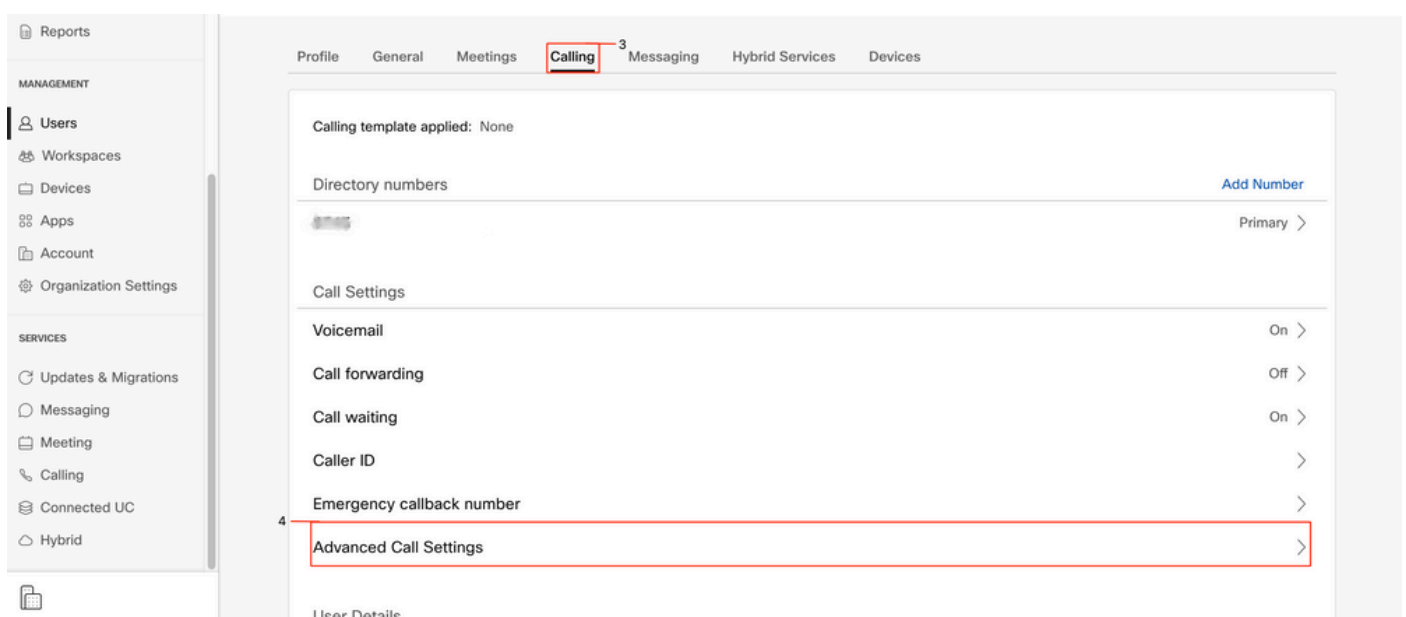 Reports
MANAGEMENT
Users
Workspaces
Devices
Apps
Account
Organization Settings
SERVICES
Updates & Migrations
Messaging
Meeting
Calling
Connected UC
Hybrid
Profile General Meetings Calling 3 Messaging Hybrid Services Devices
Calling template applied: None
Directory numbers Add Number
Primary
Call Settings
Voicemail On
Call forwarding Off
Call waiting On
Caller ID
Emergency callback number
4
Advanced Call Settings
User Details